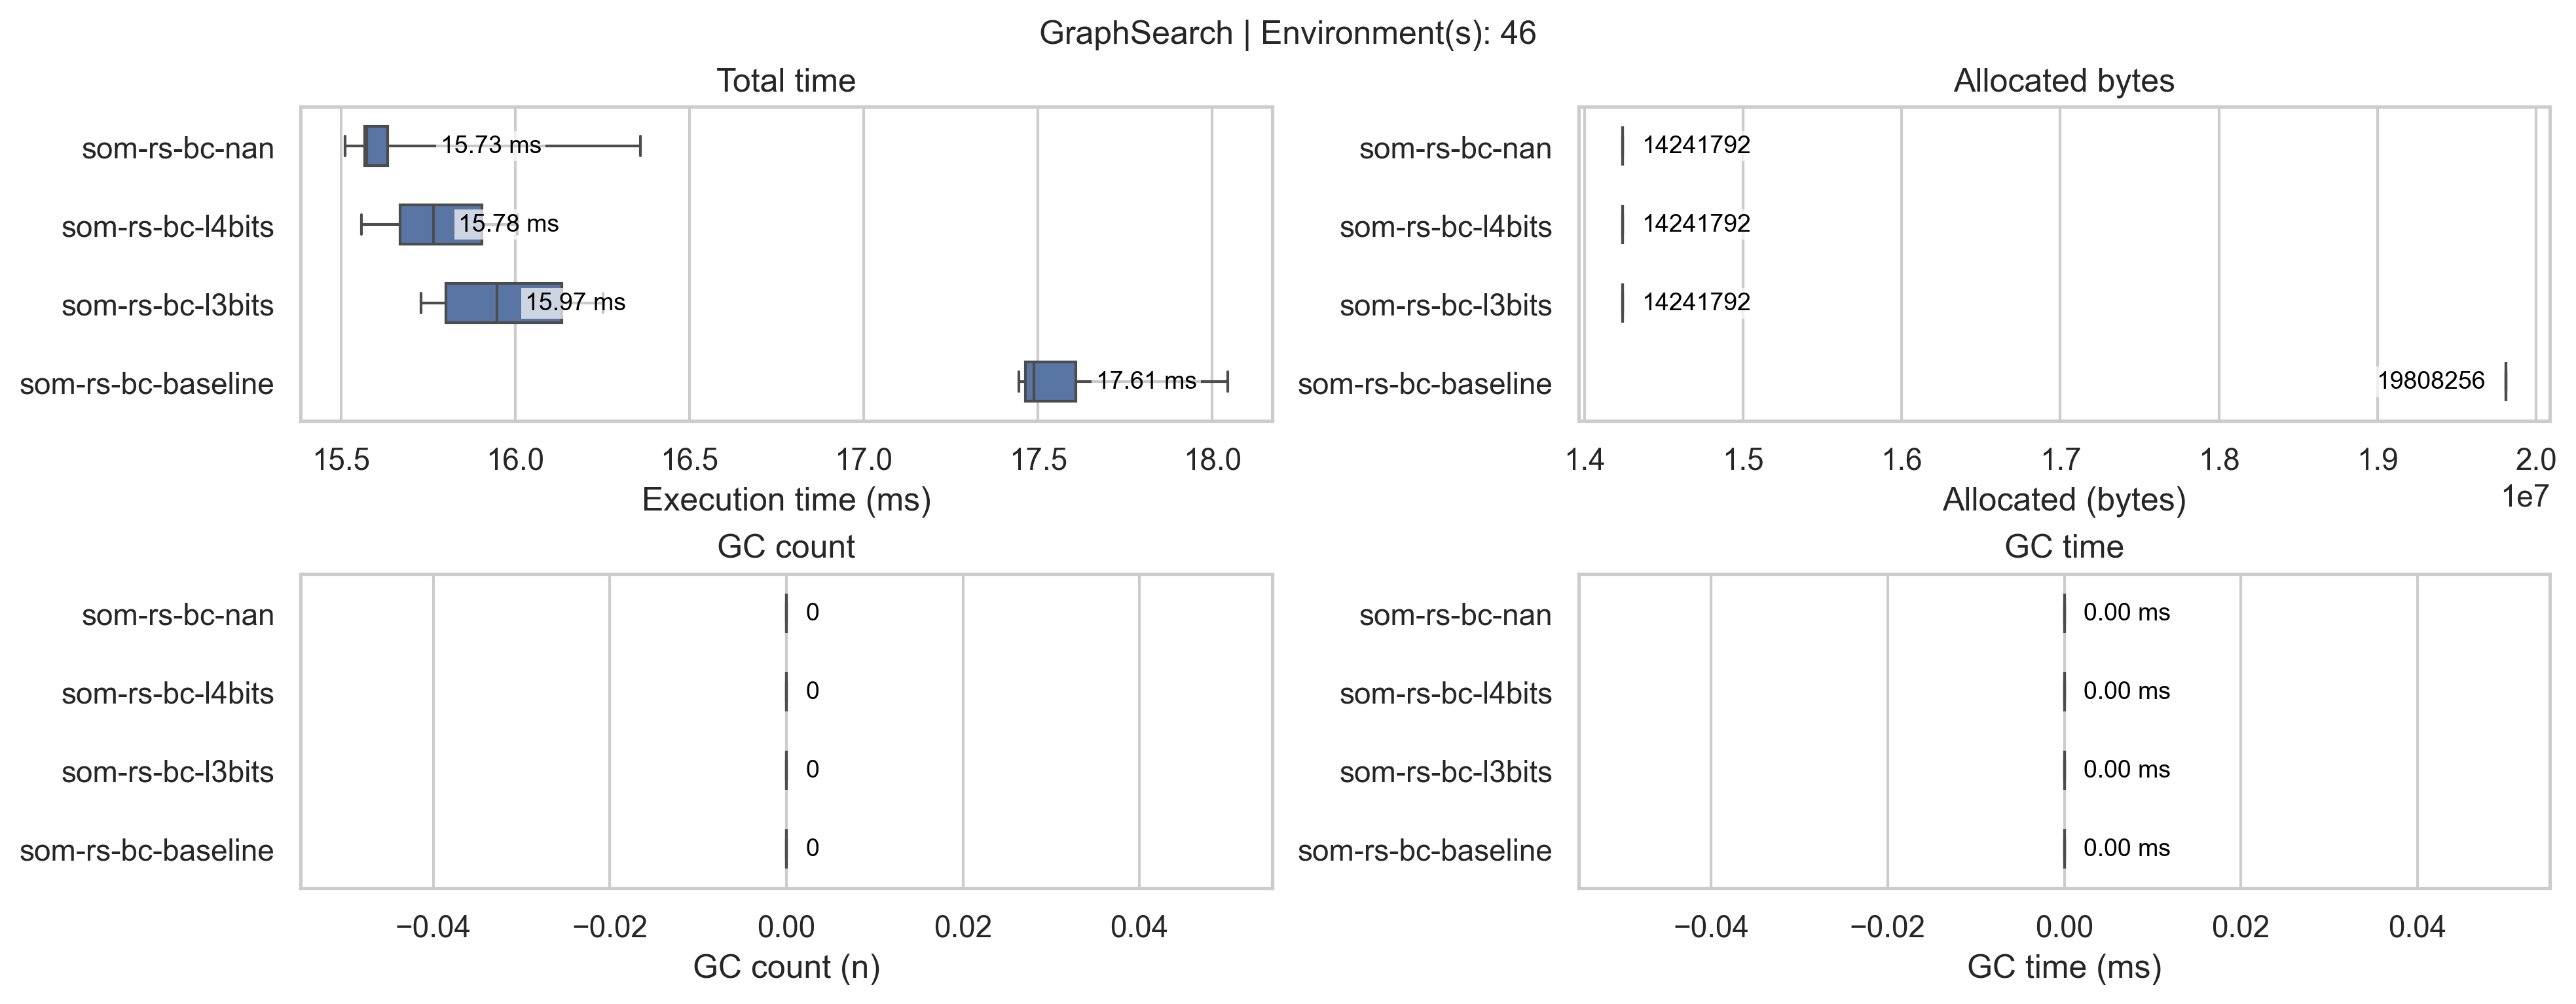 GraphSearch | Environment(s): 46
Total time
som-rs-bc-nan
15.73 ms
som-rs-bc-l4bits
15.78 ms
som-rs-bc-l3bits
15.97 ms
som-rs-bc-baseline
17.61 ms
15.5 16.0 16.5 17.0 17.5 18.0
Execution time (ms)
Allocated bytes
som-rs-bc-nan
14241792
som-rs-bc-l4bits
14241792
som-rs-bc-l3bits
14241792
som-rs-bc-baseline
19808256
1.4 1.5 1.6 1.7 1.8 1.9 2.0
1e7
Allocated (bytes)
GC count
som-rs-bc-nan
0
som-rs-bc-l4bits
0
som-rs-bc-l3bits
0
som-rs-bc-baseline
0
−0.04 −0.02 0.00 0.02 0.04
GC count (n)
GC time
som-rs-bc-nan
0.00 ms
som-rs-bc-l4bits
0.00 ms
som-rs-bc-l3bits
0.00 ms
som-rs-bc-baseline
0.00 ms
−0.04 −0.02 0.00 0.02 0.04
GC time (ms)